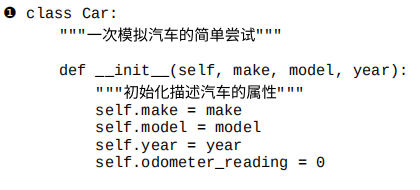 ❶ class Car:
    """一次模拟汽车的简单尝试"""
    def __init__(self, make, model, year):
        """初始化描述汽车的属性"""
        self.make = make
        self.model = model
        self.year = year
        self.odometer_reading = 0